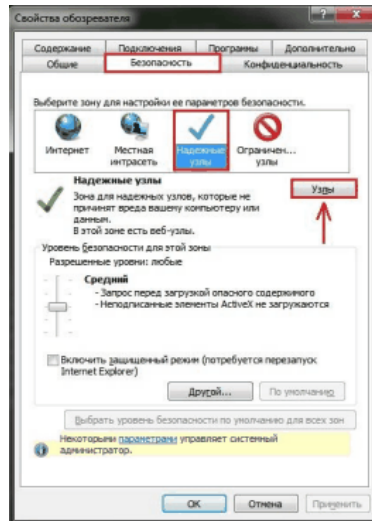 Свойства обозревателя
Содержание Подключения Программы Дополнительно
Общие Безопасность Конфиденциальность
Выберите зону для настройки ее параметров безопасности.
Интернет Местная интрасеть Надежные узлы Ограничен... узлы
Надежные узлы
Узлы
Зона для надежных узлов, которые не
причинят вреда вашему компьютеру или
данным.
В этой зоне есть веб-узлы.
Уровень безопасности для этой зоны
Разрешенные уровни: любые
Средний
- Запрос перед загрузкой опасного содержимого
- Неподписанные элементы ActiveX не загружаются
Включить защищенный режим (потребуется перезапуск
Internet Explorer)
Другой... По умолчанию
Выбрать уровень безопасности по умолчанию для всех зон
Некоторыми параметрами управляет системный
администратор.
OK Отмена Применить